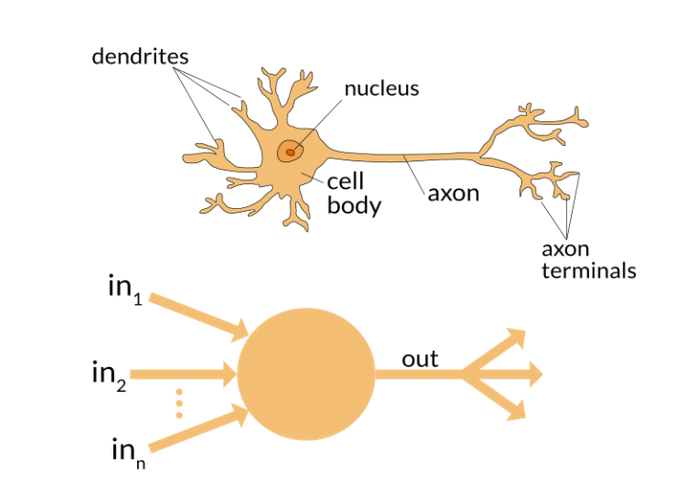 dendrites
nucleus
cell
body
axon
axon
terminals
in₁
out
in₂
inₙ